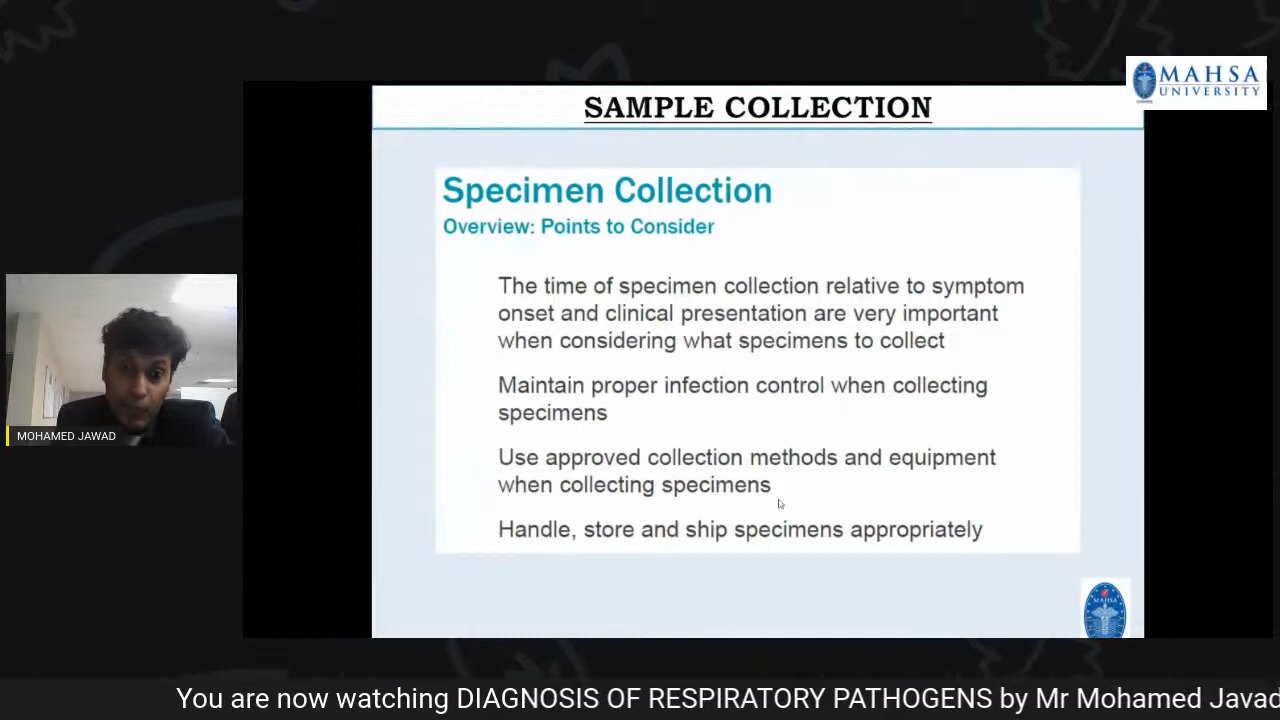 MAHSA
UNIVERSITY
SAMPLE COLLECTION
Specimen Collection
Overview: Points to Consider
The time of specimen collection relative to symptom
onset and clinical presentation are very important
when considering what specimens to collect
Maintain proper infection control when collecting
specimens
Use approved collection methods and equipment
when collecting specimens
Handle, store and ship specimens appropriately
MOHAMED JAWAD
MAHSA
You are now watching DIAGNOSIS OF RESPIRATORY PATHOGENS by Mr Mohamed Javad